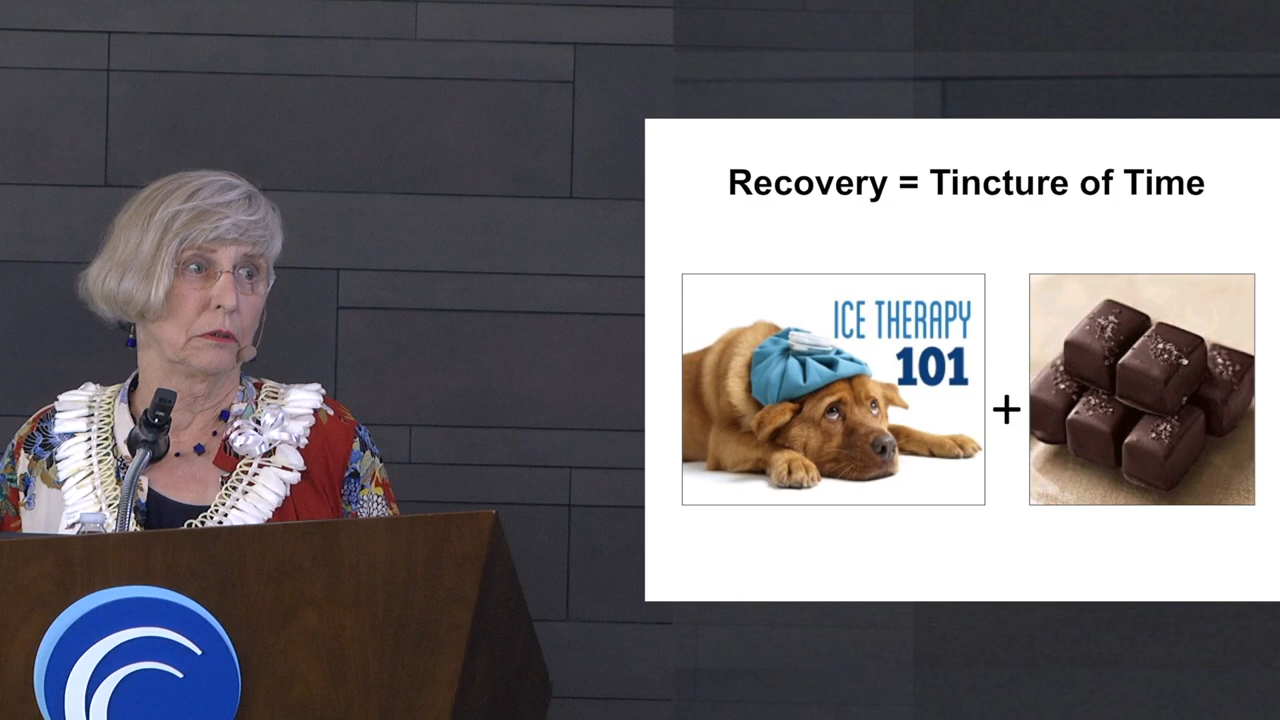 Recovery = Tincture of Time
ICE THERAPY
101
+